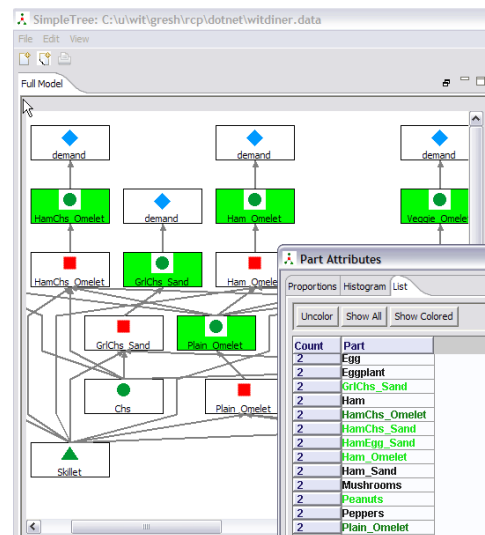 SimpleTree: C:\u\wit\gresh\rcp\dotnet\witdiner.data
File Edit View
Full Model
demand
demand
demand
HamChs_Omelet
demand
Ham_Omelet
Veggie_Omele
HamChs_Omelet
GrlChs_Sand
Ham_Ome
GrlChs_Sand
Plain_Omelet
Chs
Plain_Omelet
Skillet
Part Attributes
Proportions Histogram List
Uncolor Show All Show Colored
Count Part
2 Egg
2 Eggplant
2 GrlChs_Sand
2 Ham
2 HamChs_Omelet
2 HamChs_Sand
2 HamEgg_Sand
2 Ham_Omelet
2 Ham_Sand
2 Mushrooms
2 Peanuts
2 Peppers
2 Plain_Omelet